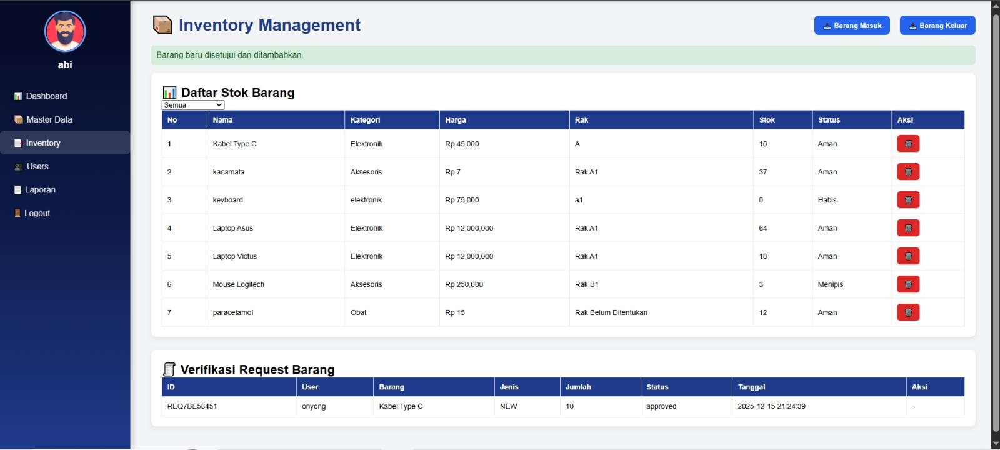 abi
Dashboard
Master Data
Inventory
Users
Laporan
Logout
Inventory Management
Barang Masuk
Barang Keluar
Barang baru disetujui dan ditambahkan.
Daftar Stok Barang
Semua
No Nama Kategori Harga Rak Stok Status Aksi
1 Kabel Type C Elektronik Rp 45,000 A 10 Aman
2 kacamata Aksesoris Rp 7 Rak A1 37 Aman
3 keyboard elektronik Rp 75,000 a1 0 Habis
4 Laptop Asus Elektronik Rp 12,000,000 Rak A1 64 Aman
5 Laptop Victus Elektronik Rp 12,000,000 Rak A1 18 Aman
6 Mouse Logitech Aksesoris Rp 250,000 Rak B1 3 Menipis
7 paracetamol Obat Rp 15 Rak Belum Ditentukan 12 Aman
Verifikasi Request Barang
ID User Barang Jenis Jumlah Status Tanggal Aksi
REQ7BE58451 onyong Kabel Type C NEW 10 approved 2025-12-15 21:24:39 -